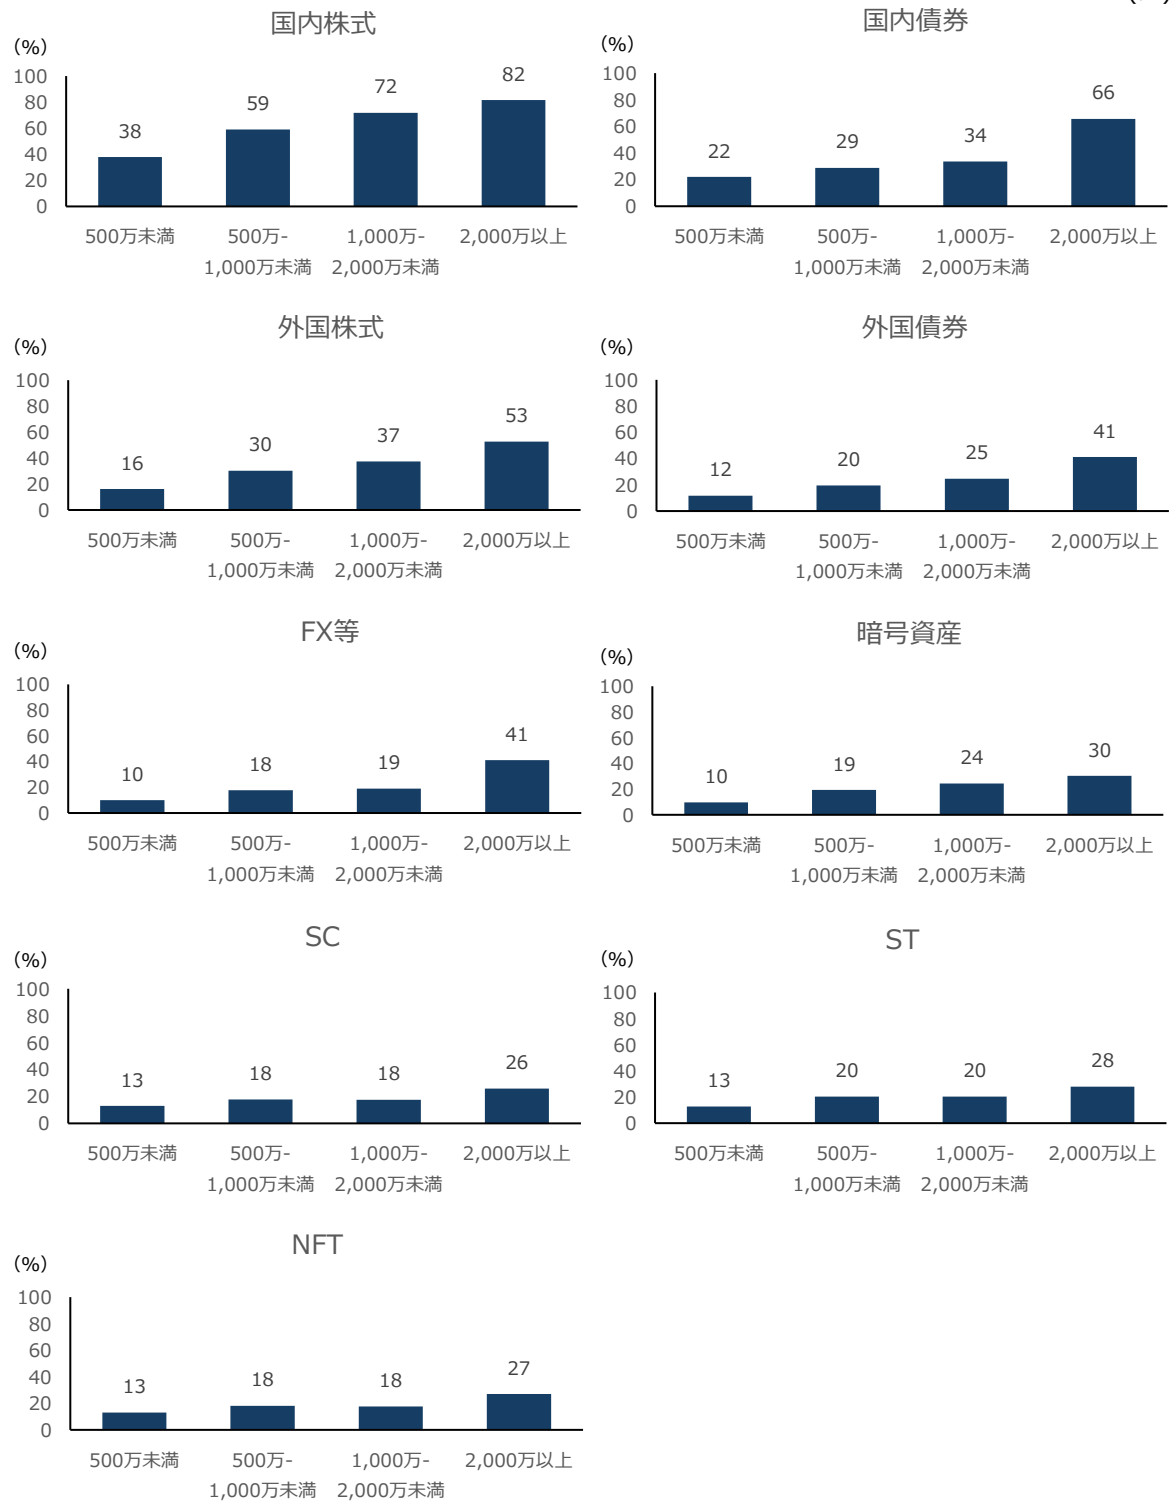 国内株式
(%)
100
80
60
40
20
0
38
59
72
82
500万未満
500万-
1,000万未満
1,000万-
2,000万未満
2,000万以上
国内債券
(%)
100
80
60
40
20
0
22
29
34
66
500万未満
500万-
1,000万未満
1,000万-
2,000万未満
2,000万以上
外国株式
(%)
100
80
60
40
20
0
16
30
37
53
500万未満
500万-
1,000万未満
1,000万-
2,000万未満
2,000万以上
外国債券
(%)
100
80
60
40
20
0
12
20
25
41
500万未満
500万-
1,000万未満
1,000万-
2,000万未満
2,000万以上
FX等
(%)
100
80
60
40
20
0
10
18
19
41
500万未満
500万-
1,000万未満
1,000万-
2,000万未満
2,000万以上
暗号資産
(%)
100
80
60
40
20
0
10
19
24
30
500万未満
500万-
1,000万未満
1,000万-
2,000万未満
2,000万以上
SC
(%)
100
80
60
40
20
0
13
18
18
26
500万未満
500万-
1,000万未満
1,000万-
2,000万未満
2,000万以上
ST
(%)
100
80
60
40
20
0
13
20
20
28
500万未満
500万-
1,000万未満
1,000万-
2,000万未満
2,000万以上
NFT
(%)
100
80
60
40
20
0
13
18
18
27
500万未満
500万-
1,000万未満
1,000万-
2,000万未満
2,000万以上